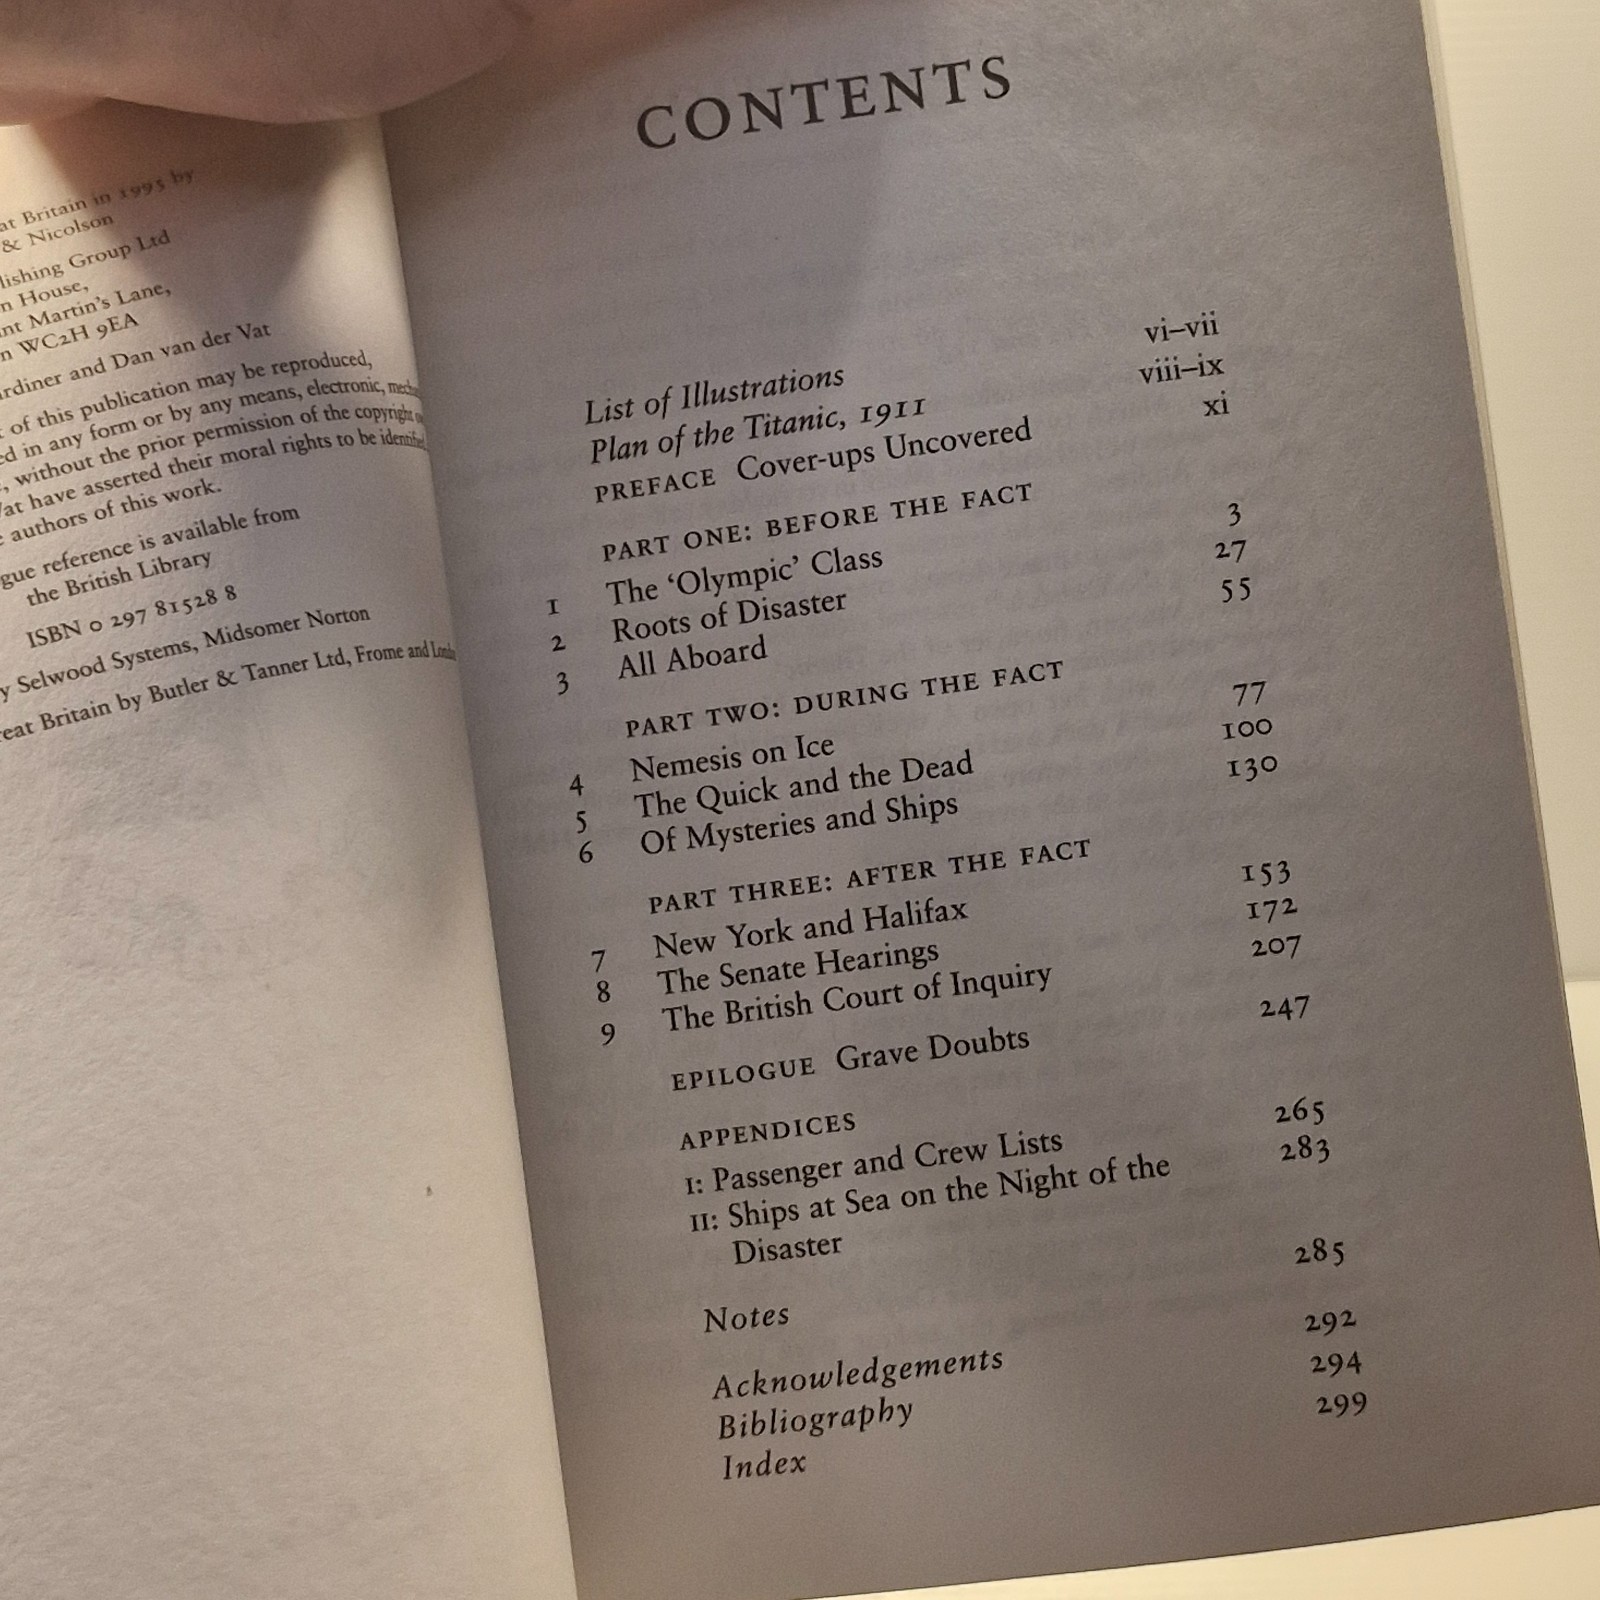 at Britain in 1995 by
& Nicolson
lishing Group Ltd
n House,
nt Martin's Lane,
n WC2H 9EA
rdiner and Dan van der Vat
of this publication may be reproduced,
ed in any form or by any means, electronic,
, without the prior permission of the copyright
Vat have asserted their moral rights to be identified
authors of this work.
gue reference is available from
the British Library
ISBN 0 297 81528 8
y Selwood Systems, Midsomer Norton
reat Britain by Butler & Tanner Ltd, Frome and London
CONTENTS
List of Illustrations vi–vii
Plan of the Titanic, 1911 viii–ix
PREFACE Cover-ups Uncovered xi
PART ONE: BEFORE THE FACT
1 The ‘Olympic’ Class 3
2 Roots of Disaster 27
3 All Aboard 55
PART TWO: DURING THE FACT
4 Nemesis on Ice 77
5 The Quick and the Dead 100
6 Of Mysteries and Ships 130
PART THREE: AFTER THE FACT
7 New York and Halifax 153
8 The Senate Hearings 172
9 The British Court of Inquiry 207
EPILOGUE Grave Doubts 247
APPENDICES
I: Passenger and Crew Lists 265
II: Ships at Sea on the Night of the 283
Disaster
Notes 285
Acknowledgements 292
Bibliography 294
Index 299